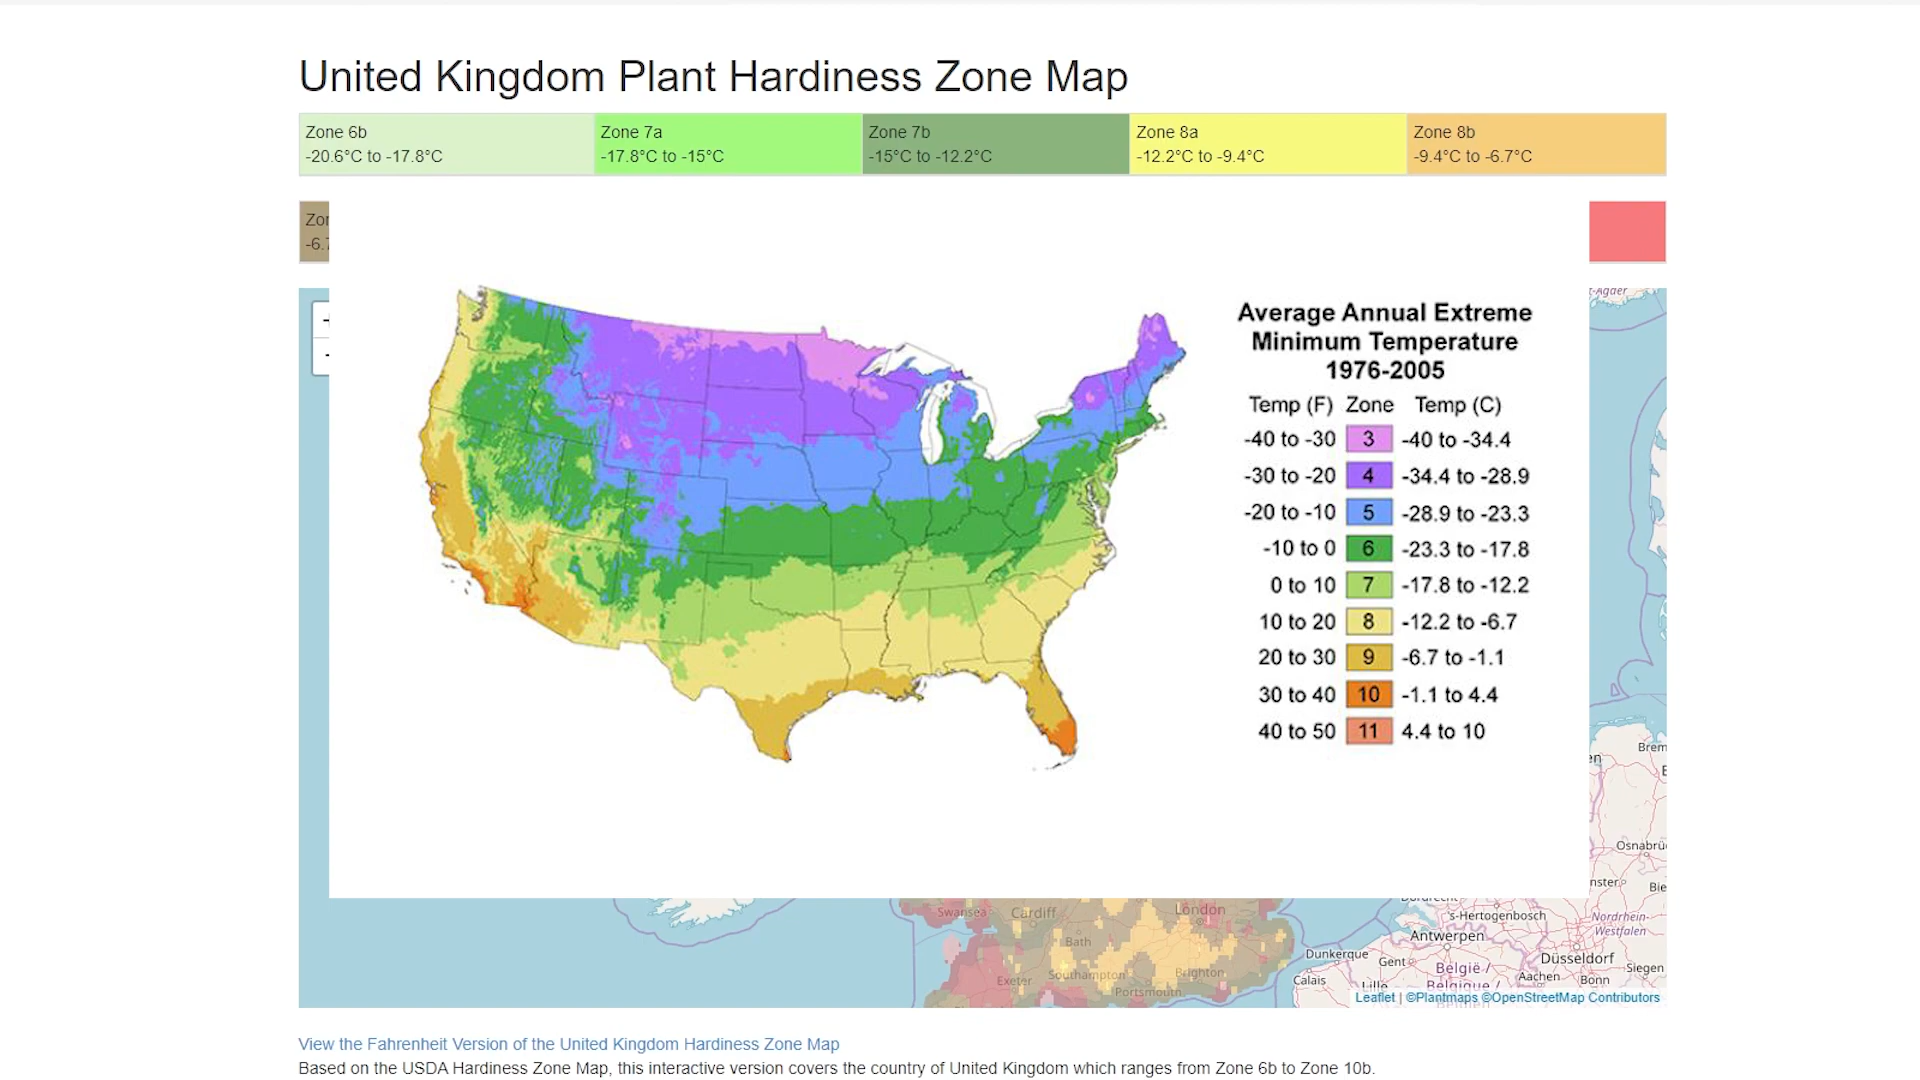 United Kingdom Plant Hardiness Zone Map
Zone 6b
-20.6°C to -17.8°C
Zone 7a
-17.8°C to -15°C
Zone 7b
-15°C to -12.2°C
Zone 8a
-12.2°C to -9.4°C
Zone 8b
-9.4°C to -6.7°C
Average Annual Extreme
Minimum Temperature
1976-2005
Temp (F) Zone Temp (C)
-40 to -30 3 -40 to -34.4
-30 to -20 4 -34.4 to -28.9
-20 to -10 5 -28.9 to -23.3
-10 to 0 6 -23.3 to -17.8
0 to 10 7 -17.8 to -12.2
10 to 20 8 -12.2 to -6.7
20 to 30 9 -6.7 to -1.1
30 to 40 10 -1.1 to 4.4
40 to 50 11 4.4 to 10
Swansea
Cardiff
London
Bath
Southampton
Brighton
Exeter
Portsmouth
's-Hertogenbosch
Nordrhein-
Westfalen
Antwerpen
Dunkerque
Gent
Düsseldorf
Calais
België /
Aachen
Siegen
Bonn
Lille
Belgique /
Leaflet | ©Plantmaps ©OpenStreetMap Contributors
View the Fahrenheit Version of the United Kingdom Hardiness Zone Map
Based on the USDA Hardiness Zone Map, this interactive version covers the country of United Kingdom which ranges from Zone 6b to Zone 10b.